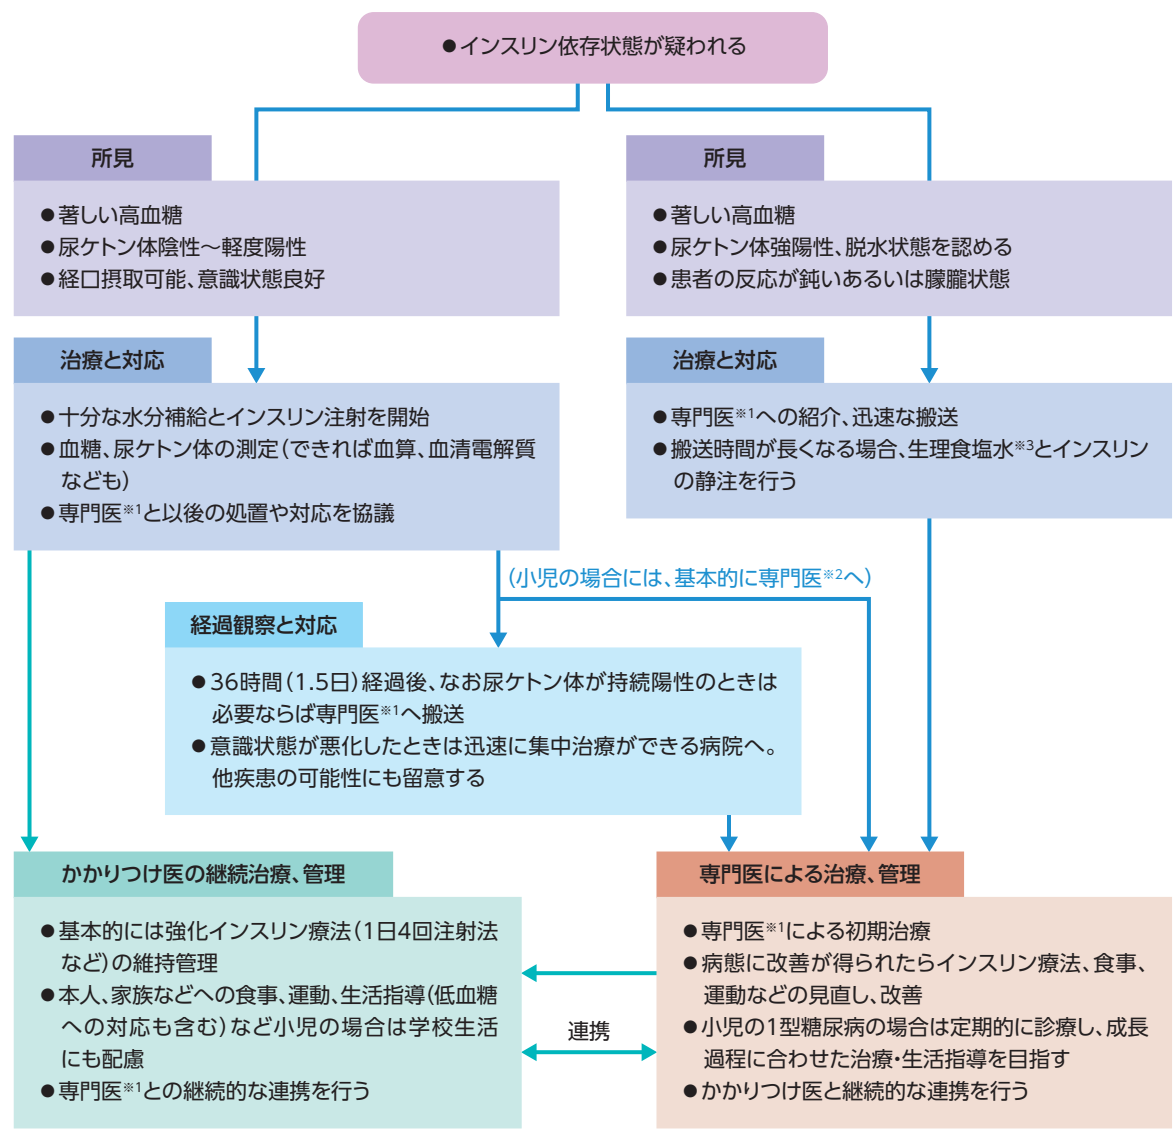 ●インスリン依存状態が疑われる
所見
●著しい高血糖
●尿ケトン体陰性〜軽度陽性
●経口摂取可能、意識状態良好
所見
●著しい高血糖
●尿ケトン体強陽性、脱水状態を認める
●患者の反応が鈍いあるいは朦朧状態
治療と対応
●十分な水分補給とインスリン注射を開始
●血糖、尿ケトン体の測定(できれば血算、血清電解質
なども)
●専門医※1と以後の処置や対応を協議
治療と対応
●専門医※1への紹介、迅速な搬送
●搬送時間が長くなる場合、生理食塩水※3とインスリン
の静注を行う
(小児の場合には、基本的に専門医※2へ)
経過観察と対応
●36時間(1.5日)経過後、なお尿ケトン体が持続陽性のときは
必要ならば専門医※1へ搬送
●意識状態が悪化したときは迅速に集中治療ができる病院へ。
他疾患の可能性にも留意する
かかりつけ医の継続治療、管理
●基本的には強化インスリン療法(1日4回注射法
など)の維持管理
●本人、家族などへの食事、運動、生活指導(低血糖
への対応も含む)など小児の場合は学校生活
にも配慮
●専門医※1との継続的な連携を行う
連携
専門医による治療、管理
●専門医※1による初期治療
●病態に改善が得られたらインスリン療法、食事、
運動などの見直し、改善
●小児の1型糖尿病の場合は定期的に診療し、成長
過程に合わせた治療・生活指導を目指す
●かかりつけ医と継続的な連携を行う